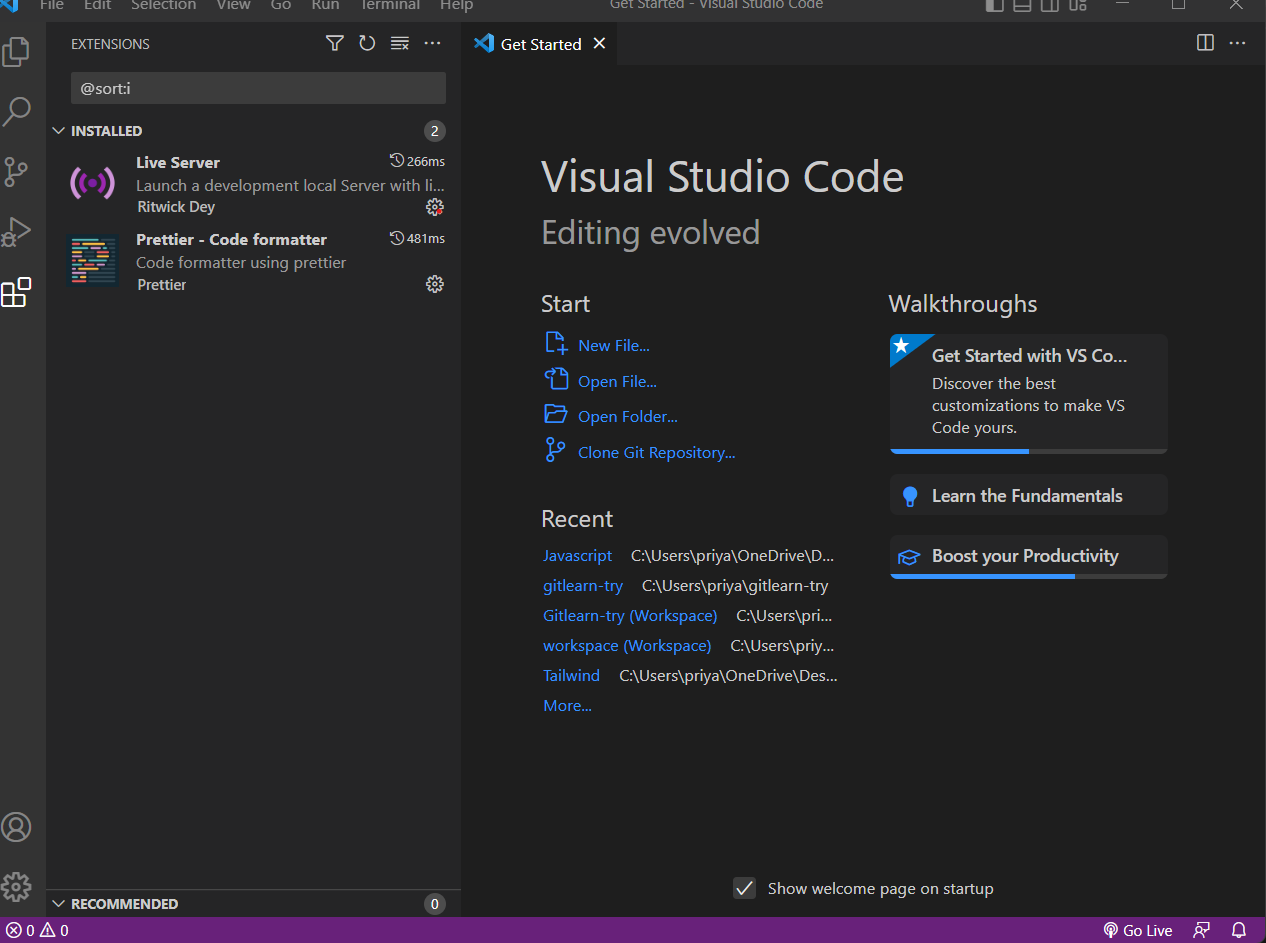 File Edit Selection View Go Run Terminal Help Get Started - Visual Studio Code
EXTENSIONS
Get Started
@sort:i
INSTALLED 2
Live Server 266ms
Launch a development local Server with li...
Ritwick Dey
Prettier - Code formatter 481ms
Code formatter using prettier
Prettier
RECOMMENDED 0
Visual Studio Code
Editing evolved
Start
New File...
Open File...
Open Folder...
Clone Git Repository...
Recent
Javascript C:\Users\priya\OneDrive\D...
gitlearn-try C:\Users\priya\gitlearn-try
Gitlearn-try (Workspace) C:\Users\pri...
workspace (Workspace) C:\Users\priy...
Tailwind C:\Users\priya\OneDrive\Des...
More...
Walkthroughs
Get Started with VS Co...
Discover the best
customizations to make VS
Code yours.
Learn the Fundamentals
Boost your Productivity
Show welcome page on startup
0 0 Go Live